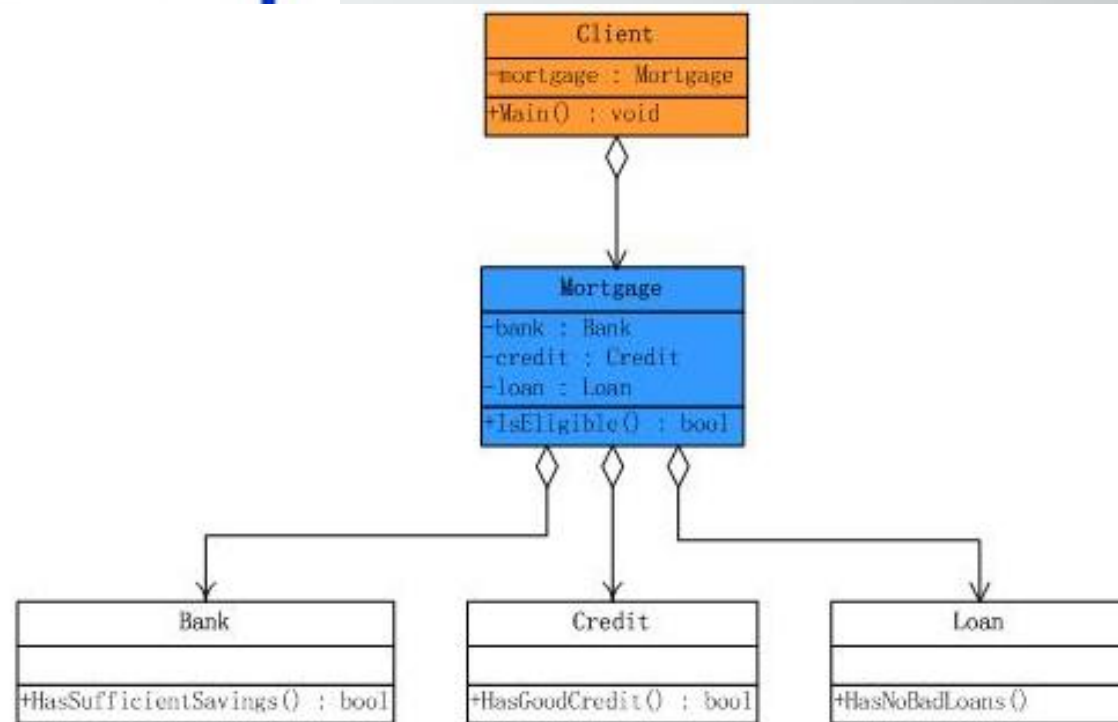 Client
-mortgage : Mortgage
+Main() : void
Mortgage
-bank : Bank
-credit : Credit
-loan : Loan
+IsEligible() : bool
Bank
+HasSufficientSavings() : bool
Credit
+HasGoodCredit() : bool
Loan
+HasNoBadLoans()